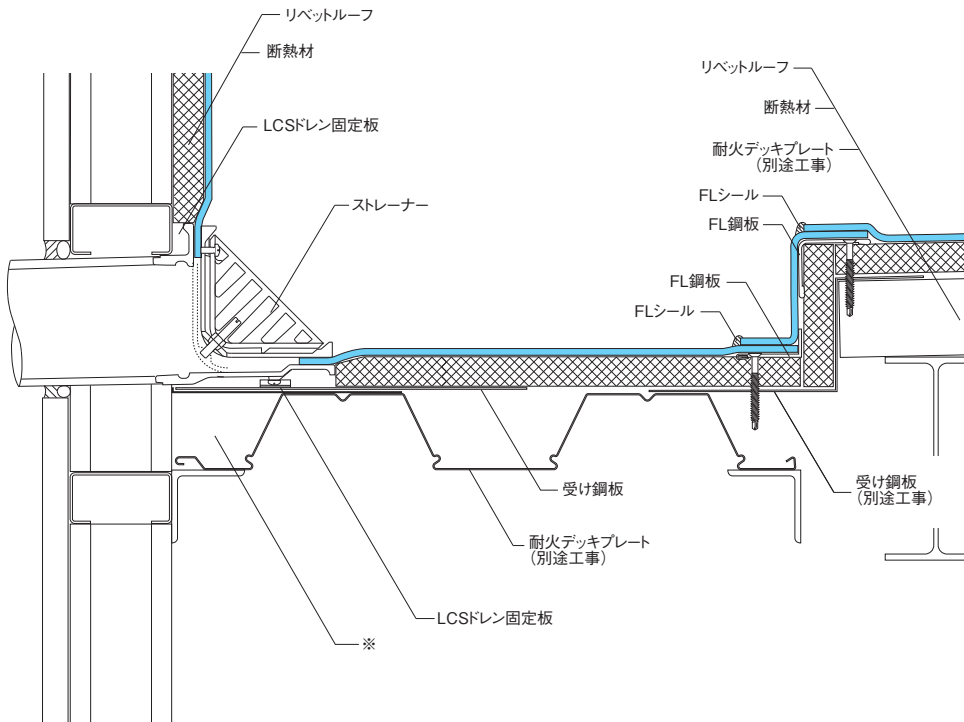 リベットルーフ
断熱材
LCSドレン固定板
ストレーナー
リベットルーフ
断熱材
耐火デッキプレート
（別途工事）
FLシール
FL鋼板
FL鋼板
FLシール
受け鋼板
受け鋼板
（別途工事）
耐火デッキプレート
（別途工事）
LCSドレン固定板
※